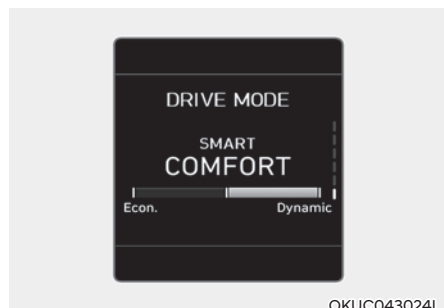 DRIVE MODE
SMART
COMFORT
Econ. Dynamic
OKUC043024L